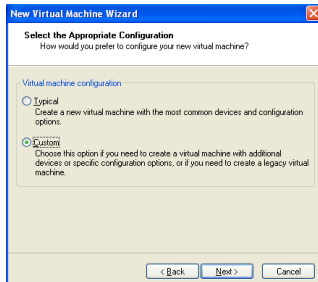 New Virtual Machine Wizard
Select the Appropriate Configuration
How would you prefer to configure your new virtual machine?
Virtual machine configuration
Typical
Create a new virtual machine with the most common devices and configuration
options.
Custom
Choose this option if you need to create a virtual machine with additional
devices or specific configuration options, or if you need to create a legacy virtual
machine.
< Back
Next >
Cancel